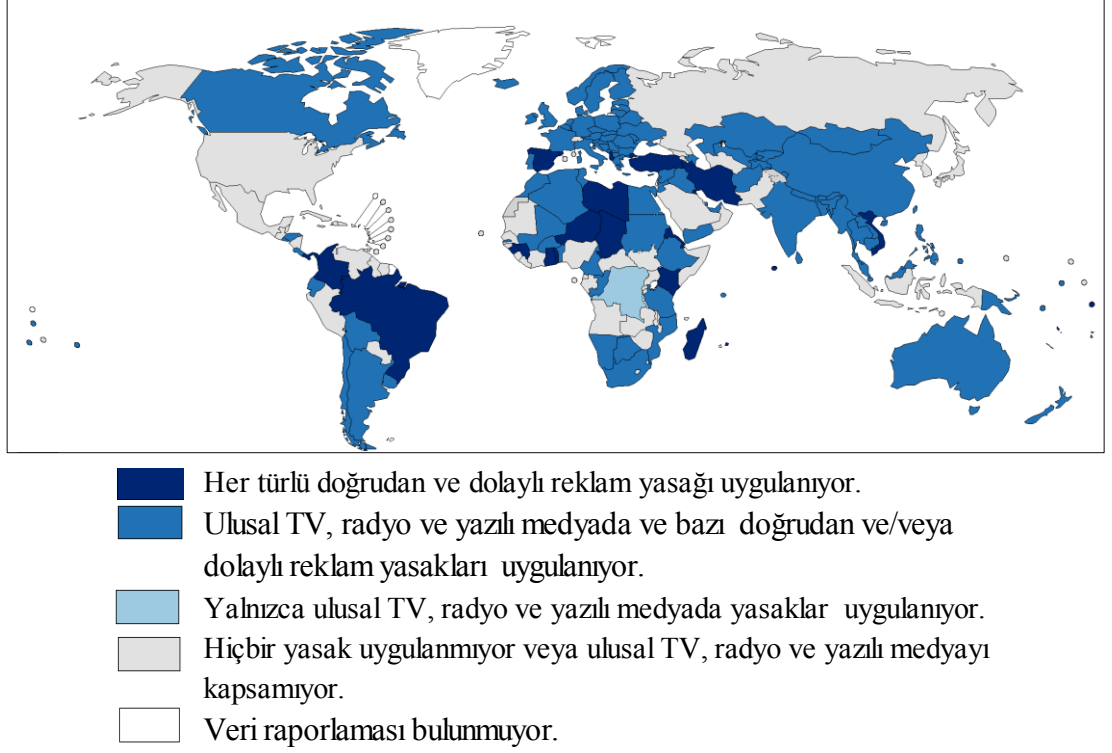 Her türlü doğrudan ve dolaylı reklam yasağı uygulanıyor.
Ulusal TV, radyo ve yazılı medyada ve bazı doğrudan ve/veya
dolaylı reklam yasakları uygulanıyor.
Yalnızca ulusal TV, radyo ve yazılı medyada yasaklar uygulanıyor.
Hiçbir yasak uygulanmıyor veya ulusal TV, radyo ve yazılı medyayı
kapsamıyor.
Veri raporlaması bulunmuyor.